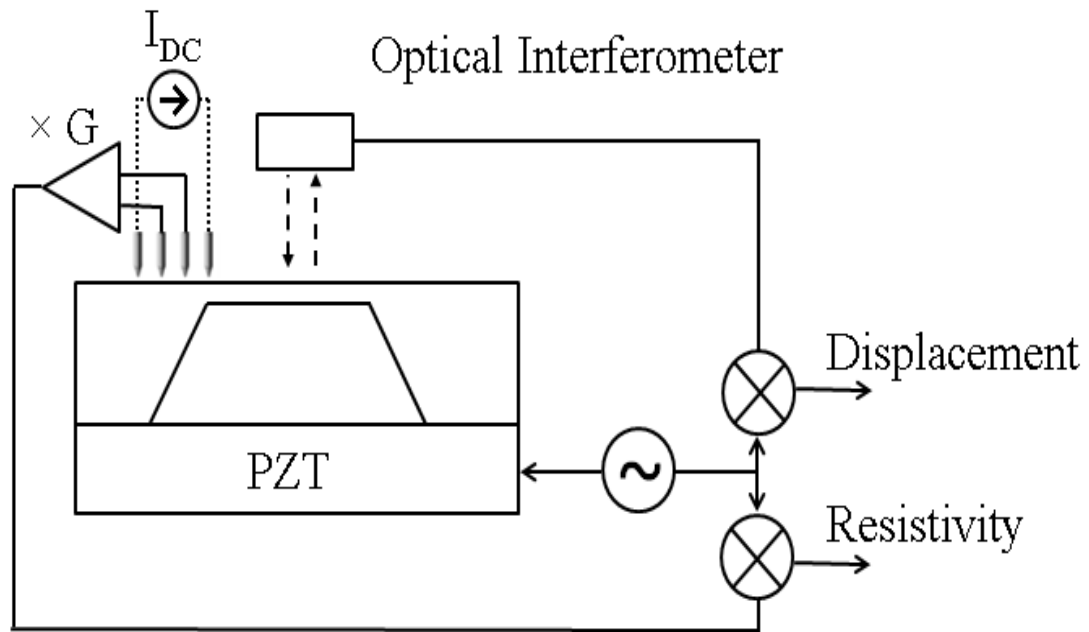 I_DC
Optical Interferometer
× G
Displacement
PZT
~
Resistivity